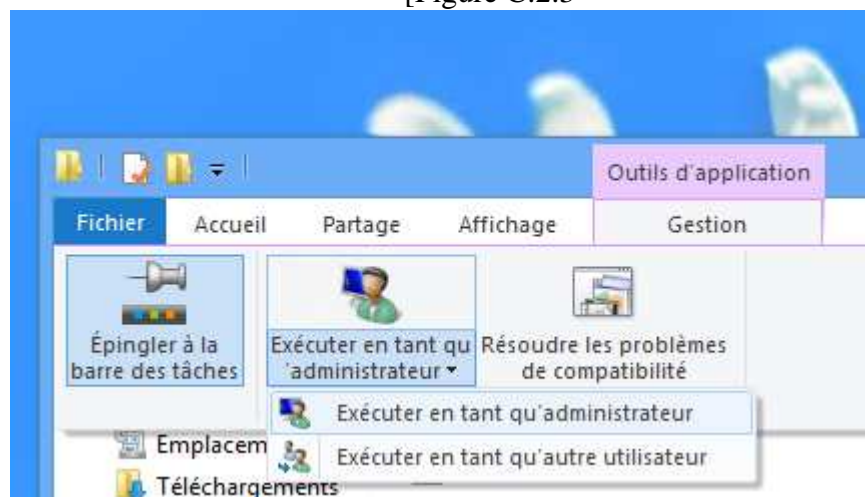 Outils d'application
Fichier Accueil Partage Affichage Gestion
Épingler à la
barre des tâches
Exécuter en tant qu
'administrateur
Résoudre les problèmes
de compatibilité
Exécuter en tant qu'administrateur
Exécuter en tant qu'autre utilisateur
Emplacem
Téléchargements